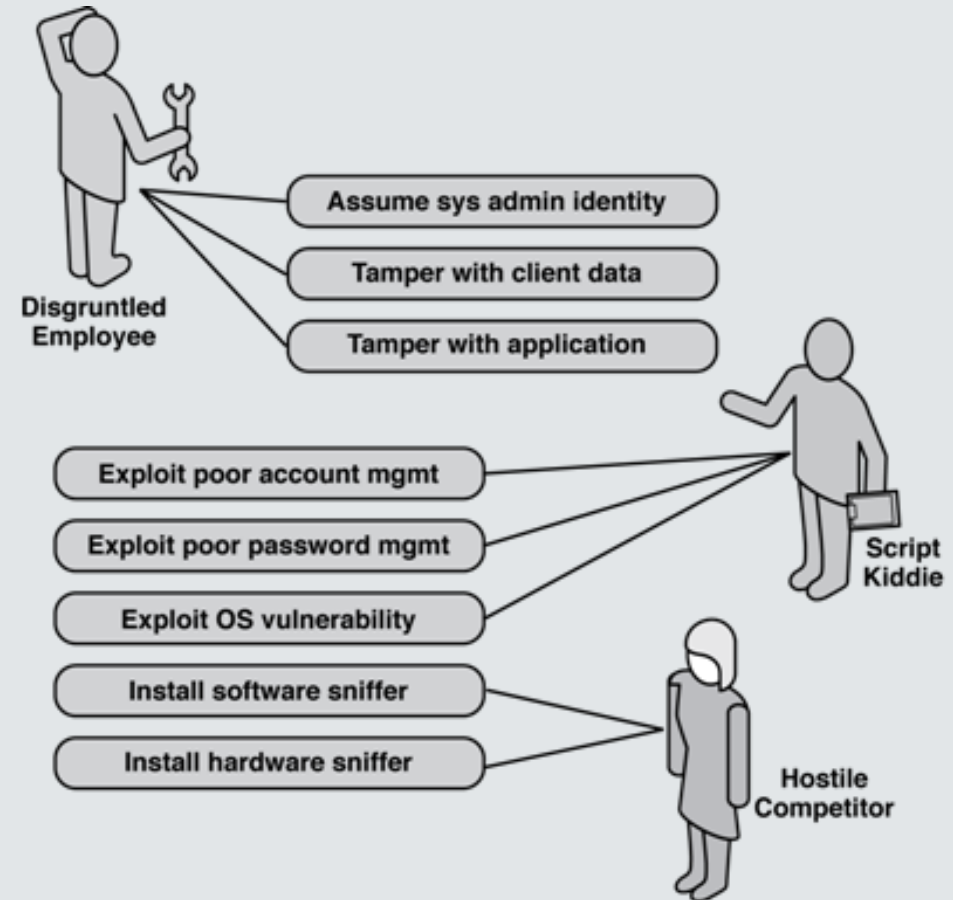 Assume sys admin identity
Tamper with client data
Disgruntled
Employee
Tamper with application
Exploit poor account mgmt
Exploit poor password mgmt
Script
Kiddie
Exploit OS vulnerability
Install software sniffer
Install hardware sniffer
Hostile
Competitor